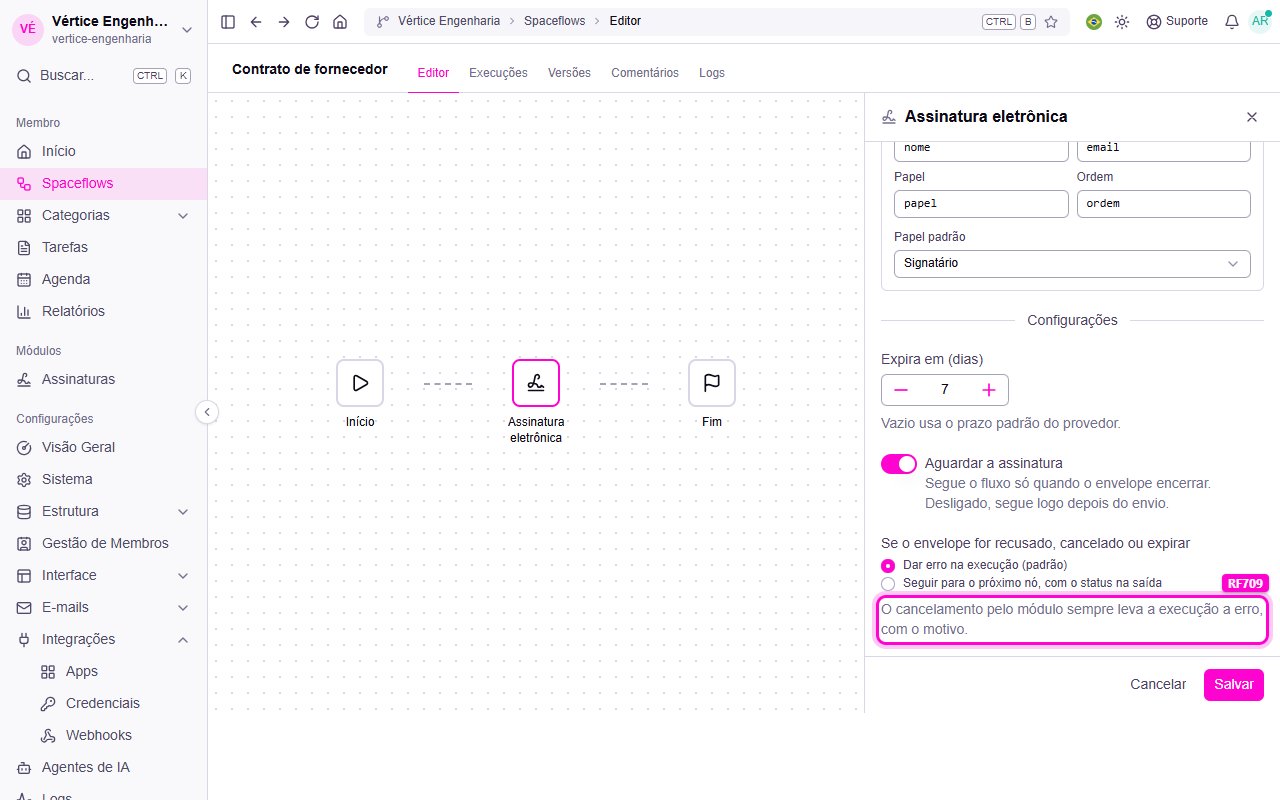 VÉ
Vértice Engenh...
vertice-engenharia
Buscar...
CTRL
K
Membro
Início
Spaceflows
Categorias
Tarefas
Agenda
Relatórios
Módulos
Assinaturas
Configurações
Visão Geral
Sistema
Estrutura
Gestão de Membros
Interface
E-mails
Integrações
Apps
Credenciais
Webhooks
Agentes de IA
Logs
Vértice Engenharia
Spaceflows
Editor
CTRL
B
Suporte
AR
Contrato de fornecedor
Editor
Execuções
Versões
Comentários
Logs
Início
Assinatura
eletrônica
Fim
Assinatura eletrônica
nome
email
Papel
Ordem
papel
ordem
Papel padrão
Signatário
Configurações
Expira em (dias)
7
Vazio usa o prazo padrão do provedor.
Aguardar a assinatura
Segue o fluxo só quando o envelope encerrar.
Desligado, segue logo depois do envio.
Se o envelope for recusado, cancelado ou expirar
Dar erro na execução (padrão)
Seguir para o próximo nó, com o status na saída
RF709
O cancelamento pelo módulo sempre leva a execução a erro,
com o motivo.
Cancelar
Salvar